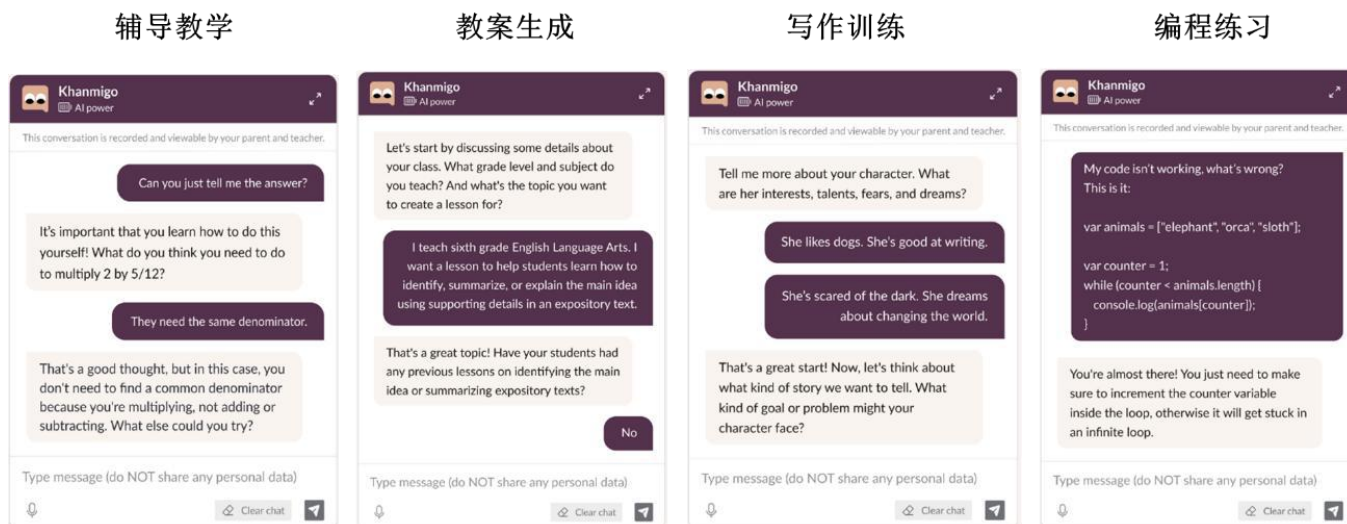 辅导教学
教案生成
写作训练
编程练习
Khanmigo
AI power
This conversation is recorded and viewable by your parent and teacher.
Can you just tell me the answer?
It's important that you learn how to do this
yourself! What do you think you need to do
to multiply 2 by 5/12?
They need the same denominator.
That's a good thought, but in this case, you
don't need to find a common denominator
because you're multiplying, not adding or
subtracting. What else could you try?
Type message (do NOT share any personal data)
Clear chat
Khanmigo
AI power
Let's start by discussing some details about
your class. What grade level and subject do
you teach? And what's the topic you want
to create a lesson for?
I teach sixth grade English Language Arts. I
want a lesson to help students learn how to
identify, summarize, or explain the main idea
using supporting details in an expository text.
That's a great topic! Have your students had
any previous lessons on identifying the main
idea or summarizing expository texts?
No
Type message (do NOT share any personal data)
Clear chat
Khanmigo
AI power
This conversation is recorded and viewable by your parent and teacher.
Tell me more about your character. What
are her interests, talents, fears, and dreams?
She likes dogs. She's good at writing.
She's scared of the dark. She dreams
about changing the world.
That's a great start! Now, let's think about
what kind of story we want to tell. What
kind of goal or problem might your
character face?
Type message (do NOT share any personal data)
Clear chat
Khanmigo
AI power
This conversation is recorded and viewable by your parent and teacher.
My code isn't working, what's wrong?
This is it:
var animals = ["elephant", "orca", "sloth"];
var counter = 1;
while (counter < animals.length) {
console.log(animals[counter]);
}
You're almost there! You just need to make
sure to increment the counter variable
inside the loop, otherwise it will get stuck in
an infinite loop.
Type message (do NOT share any personal data)
Clear chat